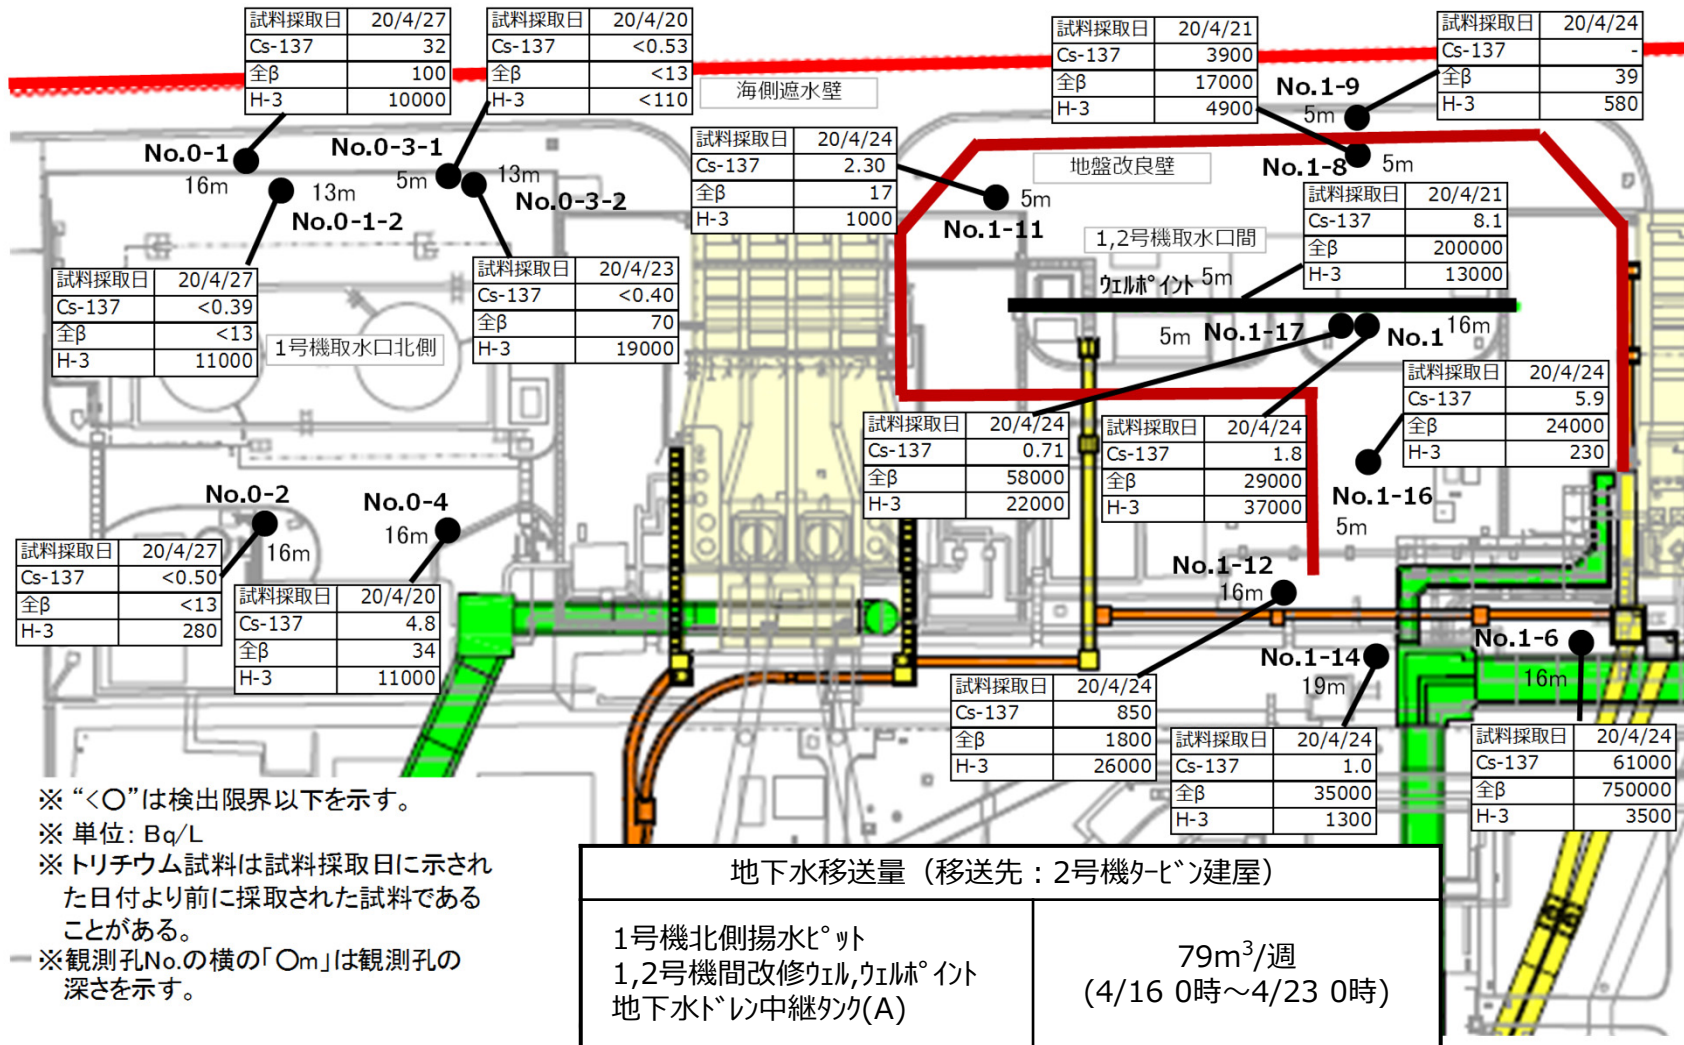 試料採取日 20/4/27
Cs-137 32
全β 100
H-3 10000
試料採取日 20/4/20
Cs-137 <0.53
全β <13
H-3 <110
海側遮水壁
試料採取日 20/4/21
Cs-137 3900
全β 17000
H-3 4900
試料採取日 20/4/24
Cs-137 -
全β 39
H-3 580
No.1-9
5m
No.0-1
16m
No.0-3-1
5m
13m
No.0-3-2
13m
No.0-1-2
試料採取日 20/4/24
Cs-137 2.30
全β 17
H-3 1000
地盤改良壁
No.1-8
5m
5m
No.1-11
試料採取日 20/4/21
Cs-137 8.1
全β 200000
H-3 13000
1,2号機取水口間
ウェルポイント 5m
試料採取日 20/4/27
Cs-137 <0.39
全β <13
H-3 11000
1号機取水口北側
試料採取日 20/4/23
Cs-137 <0.40
全β 70
H-3 19000
5m
No.1-17
No.1
16m
試料採取日 20/4/24
Cs-137 5.9
全β 24000
H-3 230
試料採取日 20/4/24
Cs-137 0.71
全β 58000
H-3 22000
試料採取日 20/4/24
Cs-137 1.8
全β 29000
H-3 37000
No.1-16
5m
No.0-2
16m
No.0-4
16m
試料採取日 20/4/27
Cs-137 <0.50
全β <13
H-3 280
試料採取日 20/4/20
Cs-137 4.8
全β 34
H-3 11000
No.1-12
16m
No.1-14
19m
No.1-6
16m
試料採取日 20/4/24
Cs-137 850
全β 1800
H-3 26000
試料採取日 20/4/24
Cs-137 1.0
全β 35000
H-3 1300
試料採取日 20/4/24
Cs-137 61000
全β 750000
H-3 3500
※ “<〇”は検出限界以下を示す。
※ 単位: Bq/L
※ トリチウム試料は試料採取日に示され
た日付より前に採取された試料である
ことがある。
※観測孔No.の横の「〇m」は観測孔の
深さを示す。
地下水移送量（移送先：2号機ﾀｰﾋﾞﾝ建屋）
1号機北側揚水ﾋﾟｯﾄ
1,2号機間改修ｳｪﾙ,ｳｪﾙﾎﾟｲﾝﾄ
地下水ﾄﾞﾚﾝ中継ﾀﾝｸ(A)
79m³/週
(4/16 0時～4/23 0時)